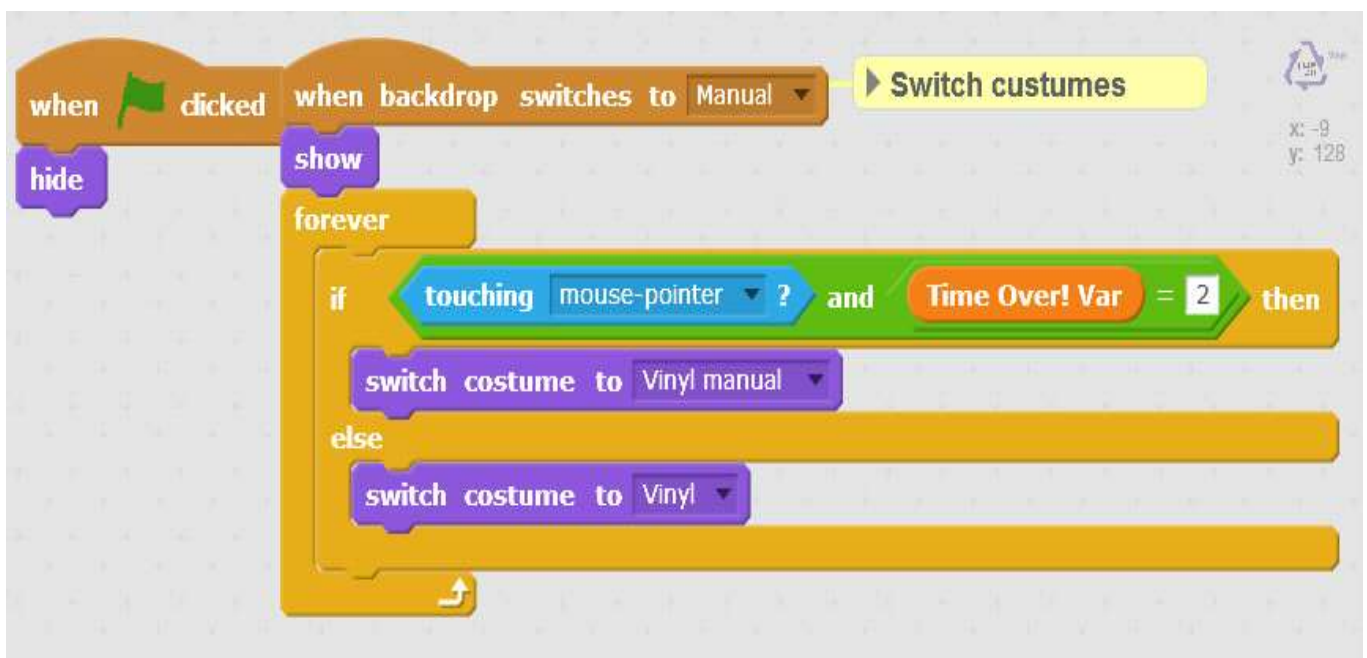 when clicked
hide
when backdrop switches to Manual
Switch custumes
show
forever
if touching mouse-pointer ? and Time Over! Var = 2 then
switch costume to Vinyl manual
else
switch costume to Vinyl
x: -9
y: 128